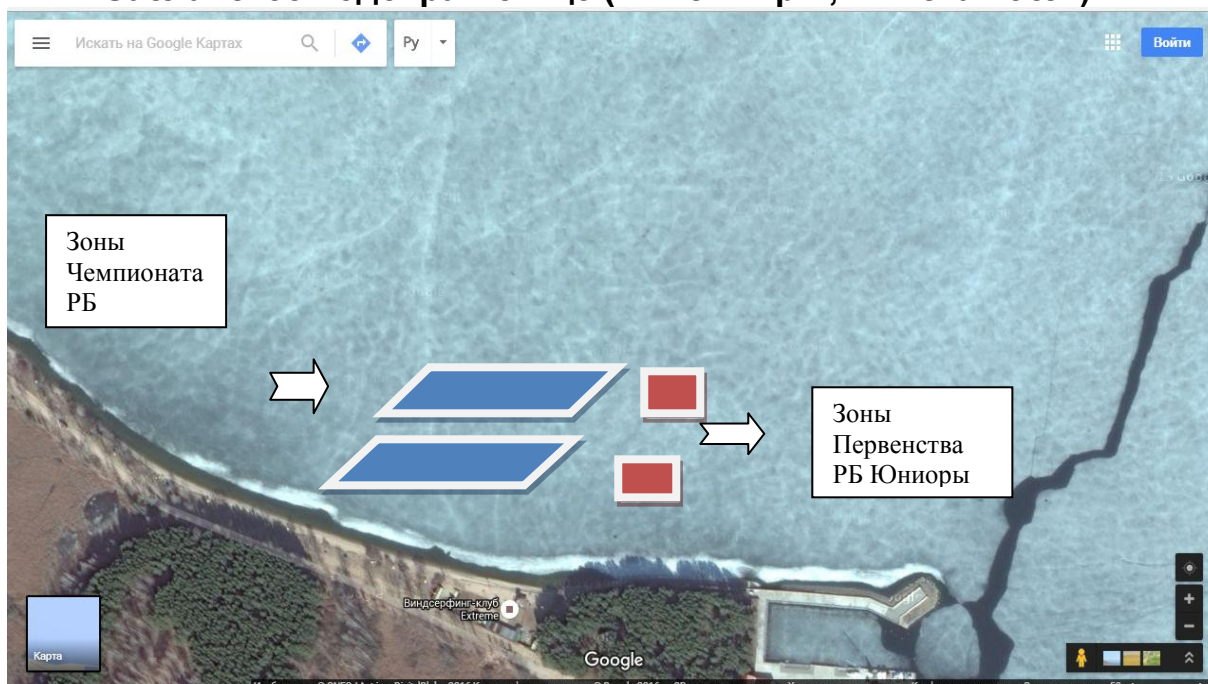 Искать на Google Картах
Ру
Войти
Зоны
Чемпионата
РБ
Зоны
Первенства
РБ Юниоры
Виндсерфинг-клуб
Extreme
Карта
Google